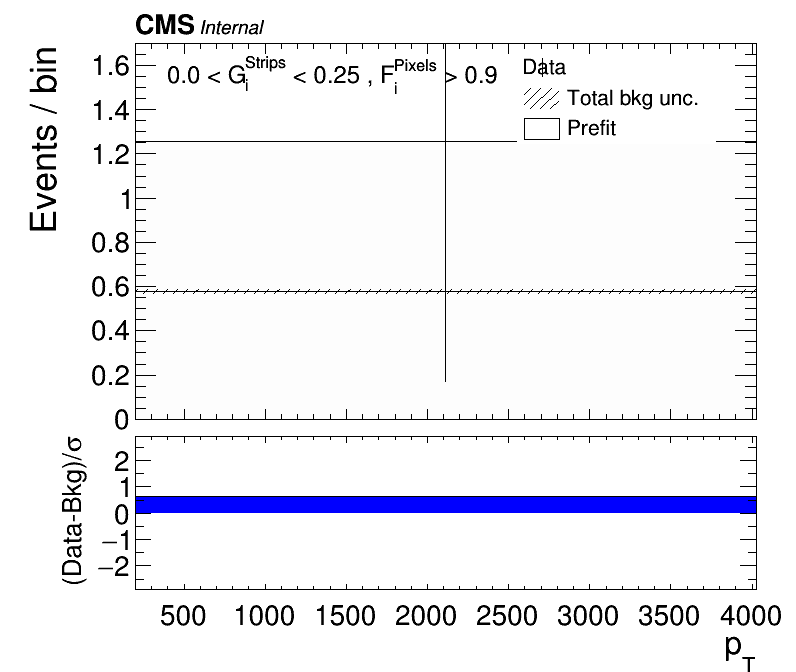 CMS Internal
Events / bin
1.6
1.4
1.2
1
0.8
0.6
0.4
0.2
0
0.0 < G_i^Strips < 0.25 , F_i^Pixels > 0.9
Data
Total bkg unc.
Prefit
(Data-Bkg)/σ
2
1
0
−1
−2
500 1000 1500 2000 2500 3000 3500 4000
p_T